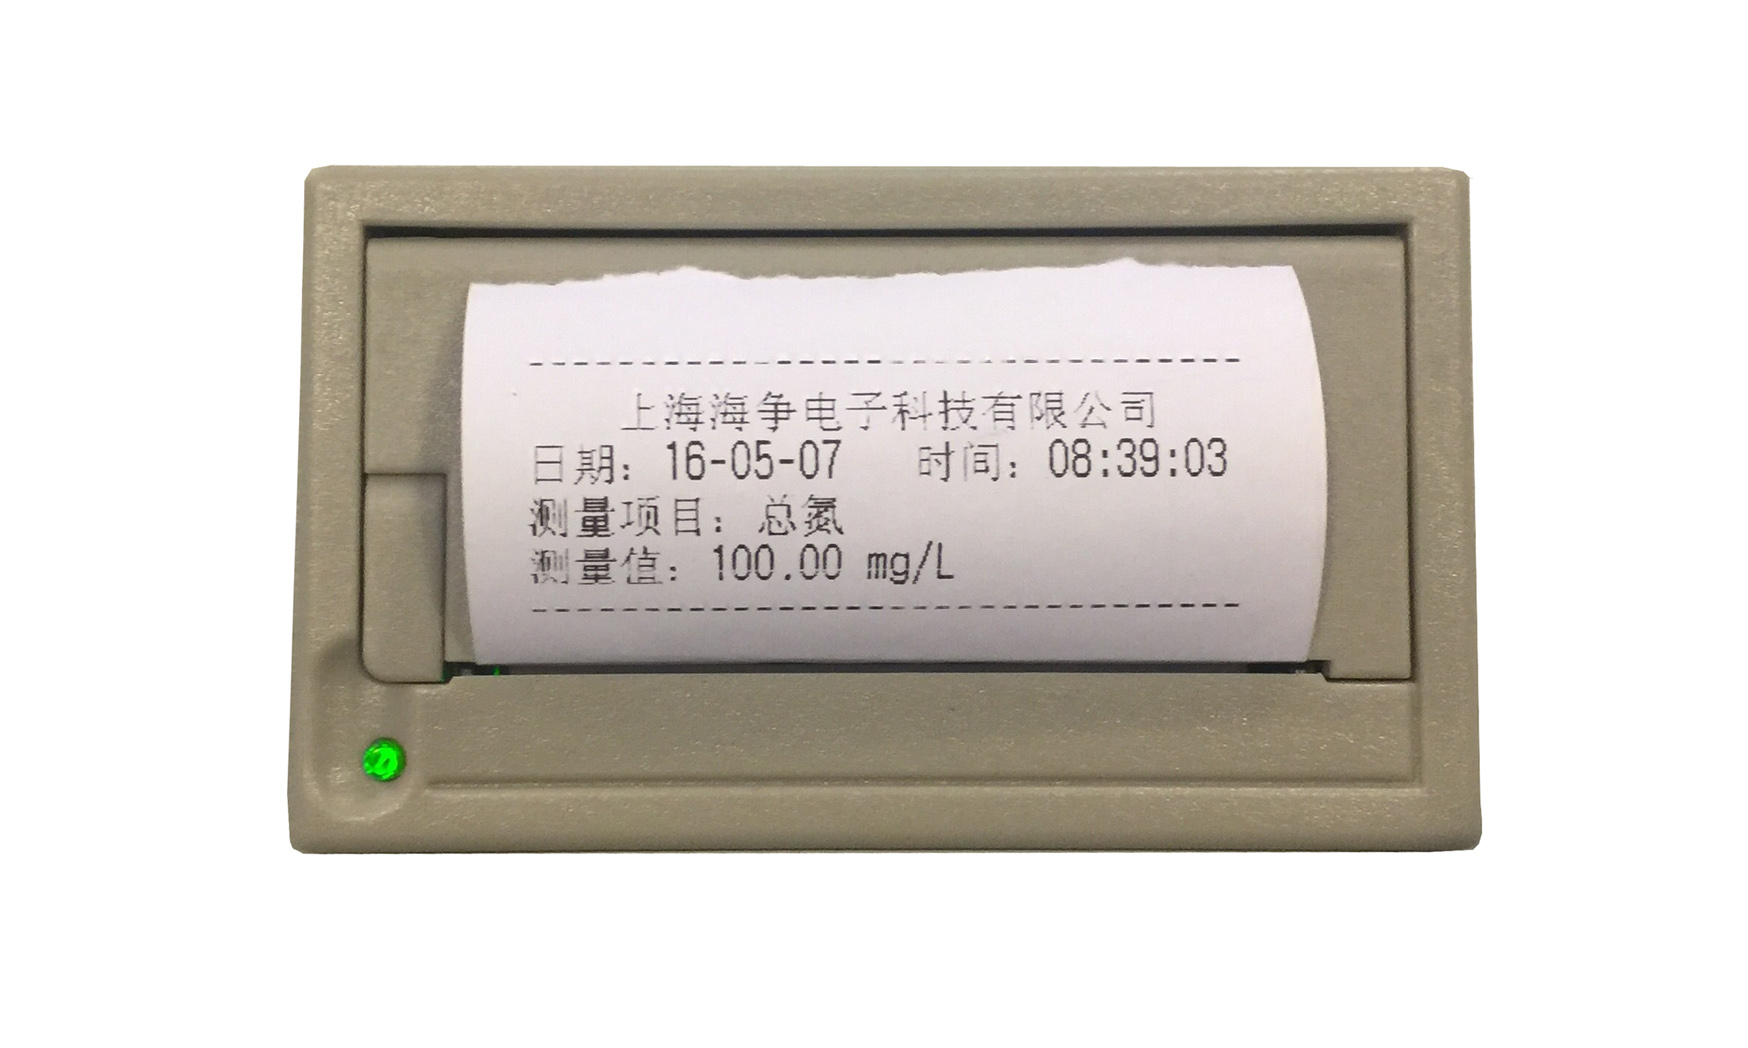 上海海争电子科技有限公司
日期：16-05-07 时间：08:39:03
测量项目：总氮
测量值：100.00 mg/L